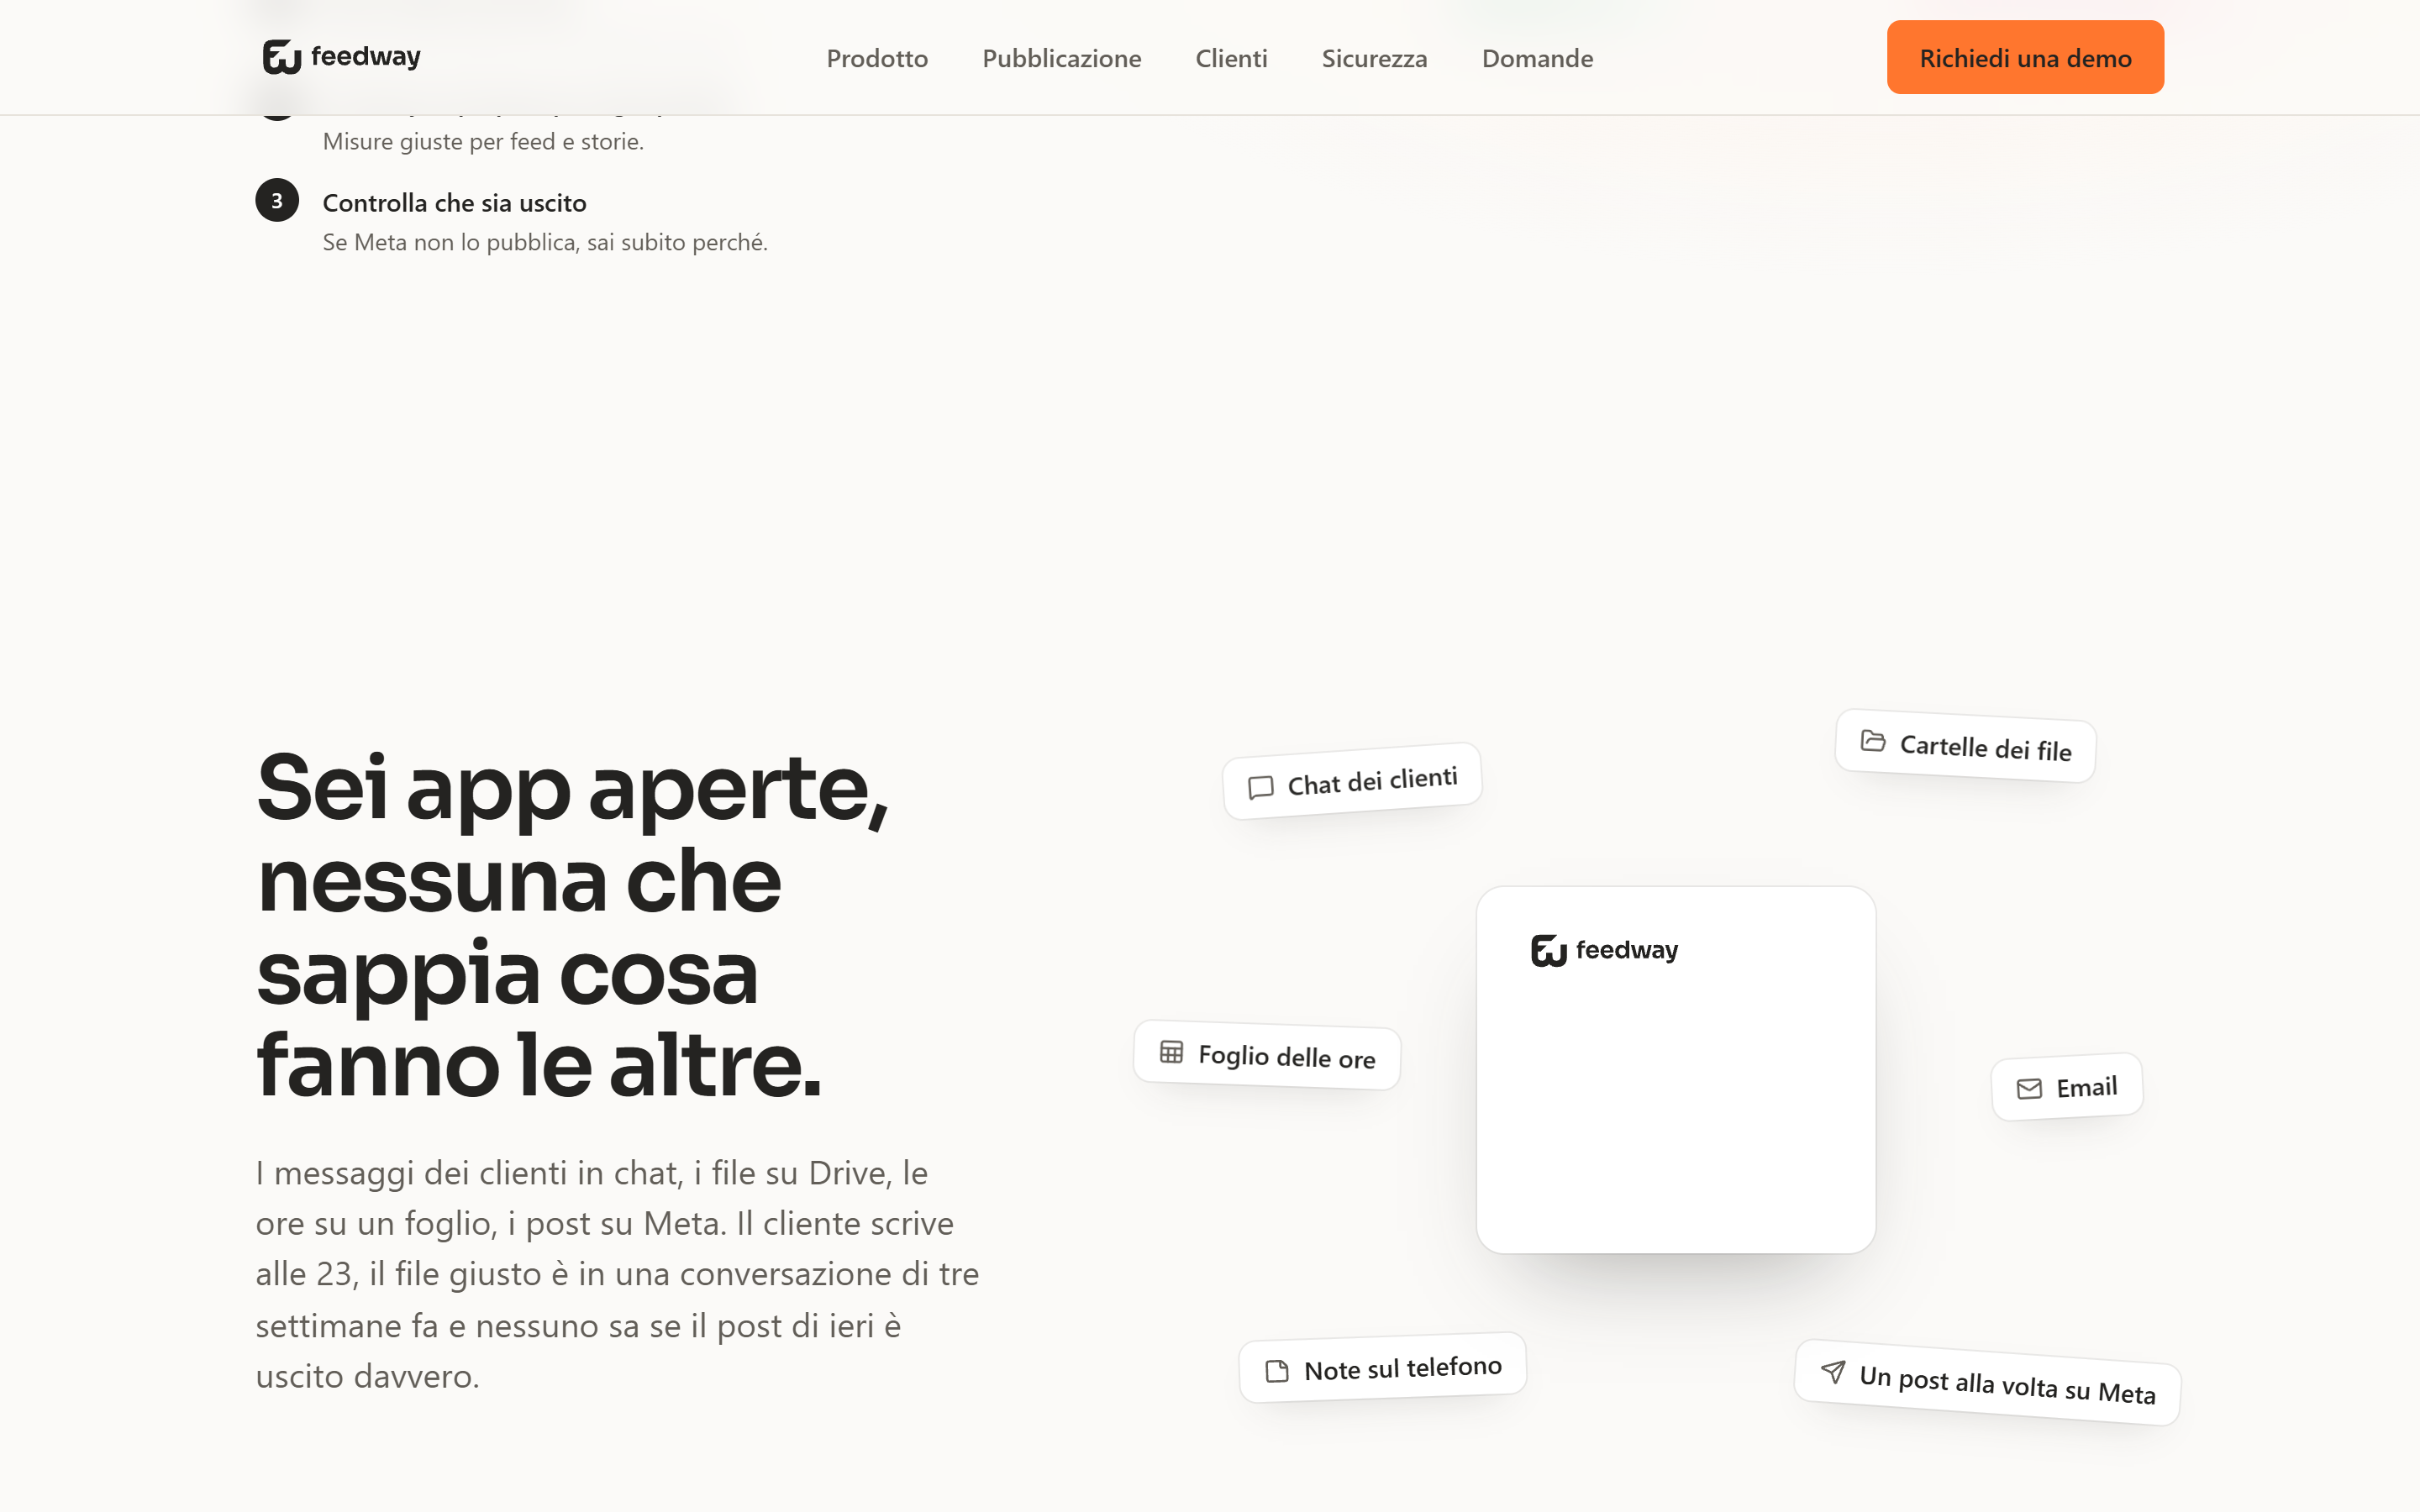 feedway
Prodotto
Pubblicazione
Clienti
Sicurezza
Domande
Richiedi una demo
Misure giuste per feed e storie.
3
Controlla che sia uscito
Se Meta non lo pubblica, sai subito perché.
Sei app aperte,
nessuna che
sappia cosa
fanno le altre.
I messaggi dei clienti in chat, i file su Drive, le
ore su un foglio, i post su Meta. Il cliente scrive
alle 23, il file giusto è in una conversazione di tre
settimane fa e nessuno sa se il post di ieri è
uscito davvero.
Chat dei clienti
Cartelle dei file
feedway
Foglio delle ore
Email
Note sul telefono
Un post alla volta su Meta